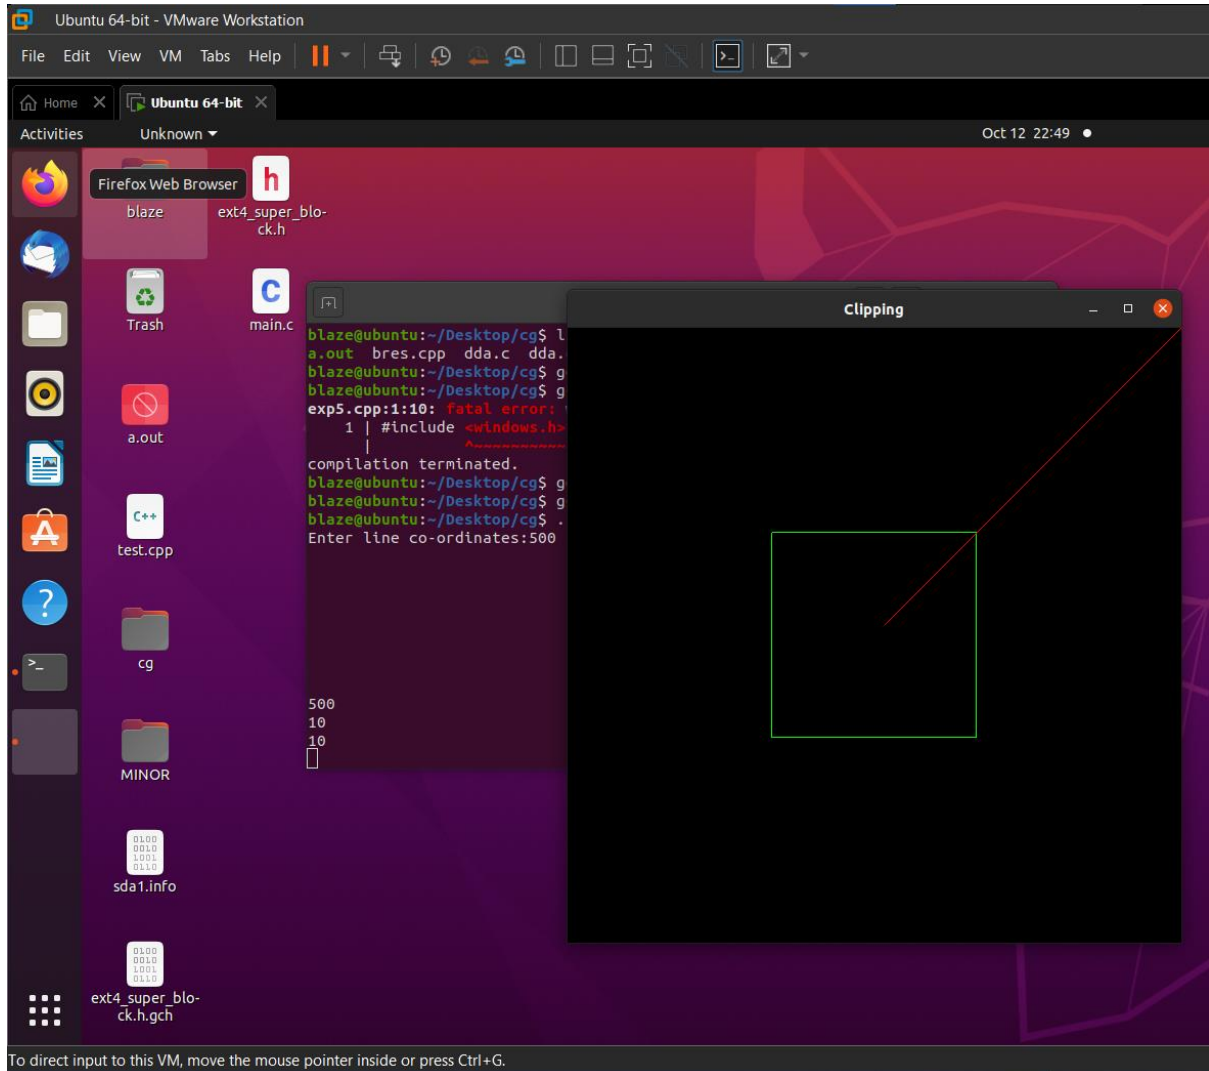 Ubuntu 64-bit - VMware Workstation
File Edit View VM Tabs Help
Home Ubuntu 64-bit
Activities Unknown Oct 12 22:49
Firefox Web Browser
blaze
h
ext4_super_blo-
ck.h
Trash
C
main.c
a.out
C++
test.cpp
cg
MINOR
sda1.info
ext4_super_blo-
ck.h.gch
blaze@ubuntu:~/Desktop/cg$ l
a.out bres.cpp dda.c dda.
blaze@ubuntu:~/Desktop/cg$ g
blaze@ubuntu:~/Desktop/cg$ g
exp5.cpp:1:10: fatal error:
1 | #include <windows.h>
| ^~~~~~~~~~~
compilation terminated.
blaze@ubuntu:~/Desktop/cg$ g
blaze@ubuntu:~/Desktop/cg$ g
blaze@ubuntu:~/Desktop/cg$ .
Enter line co-ordinates:500
500
10
10
Clipping
To direct input to this VM, move the mouse pointer inside or press Ctrl+G.